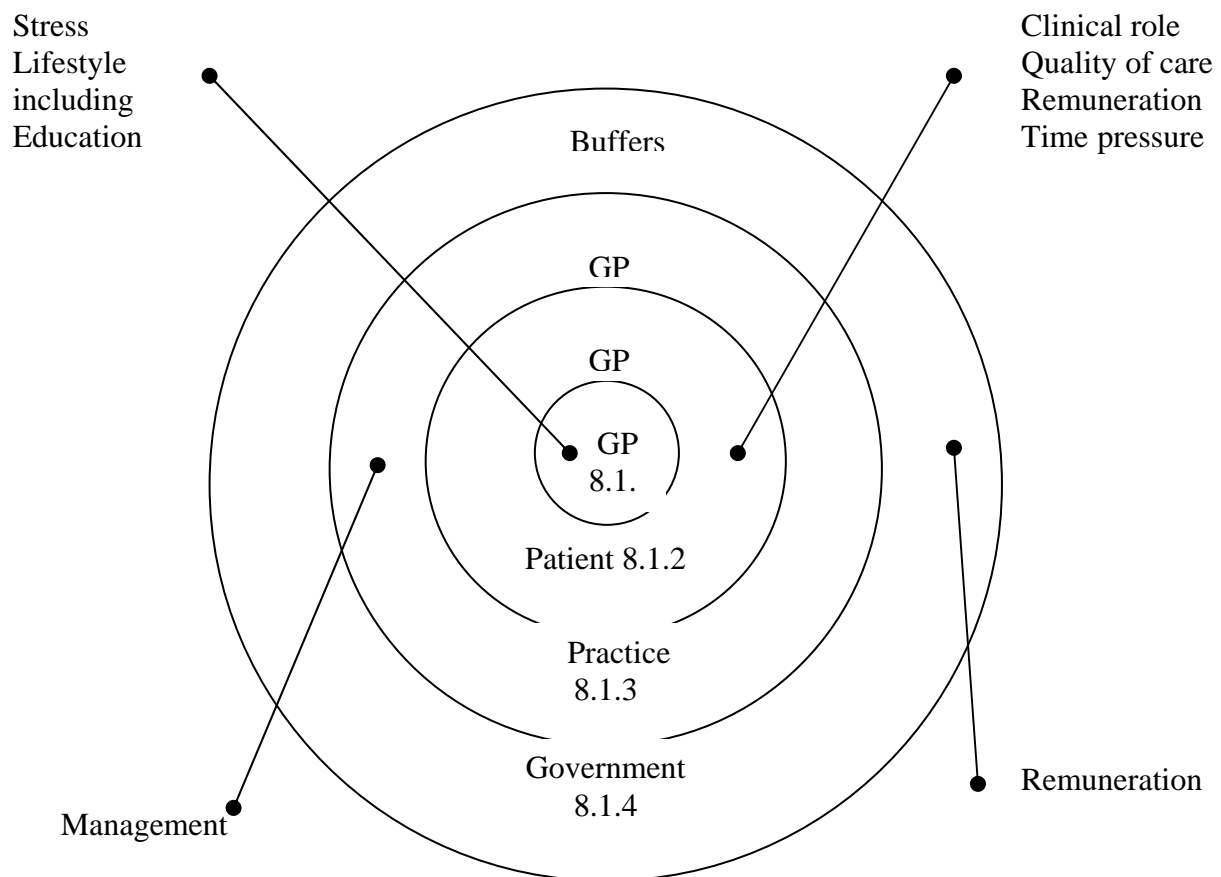 Stress
Lifestyle
including
Education
Clinical role
Quality of care
Remuneration
Time pressure
Buffers
GP
GP
GP
8.1.
Patient 8.1.2
Practice
8.1.3
Government
8.1.4
Management
Remuneration